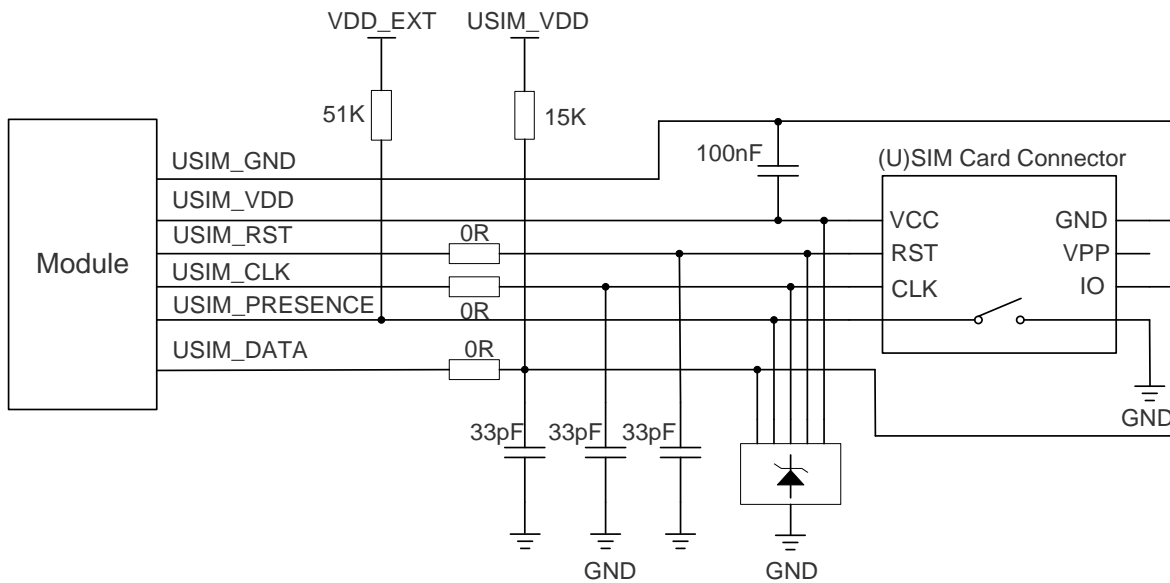 VDD_EXT
USIM_VDD
51K
15K
100nF
(U)SIM Card Connector
Module
USIM_GND
USIM_VDD
USIM_RST
USIM_CLK
USIM_PRESENCE
USIM_DATA
0R
0R
0R
VCC
RST
CLK
GND
VPP
IO
GND
33pF
33pF
33pF
GND
GND